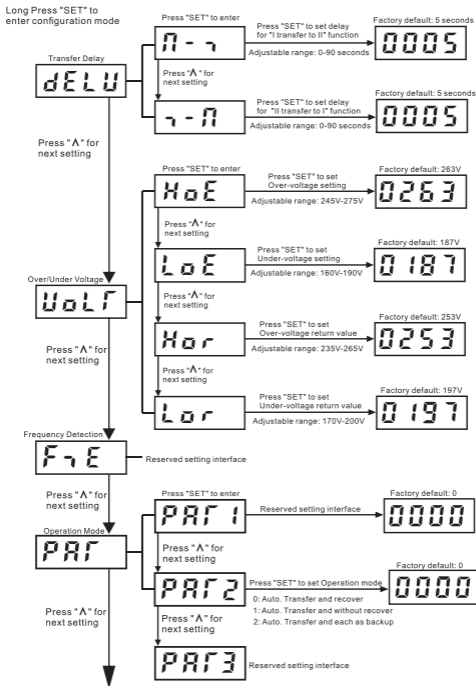 Long Press "SET" to
enter configuration mode
Press "SET" to enter
Press "SET" to set delay
for "I transfer to II" function
Adjustable range: 0-90 seconds
Factory default: 5 seconds
0005
Transfer Delay
dELU
Press "Λ" for
next setting
Press "SET" to set delay
for "II transfer to I" function
Adjustable range: 0-90 seconds
Factory default: 5 seconds
0005
Press "Λ" for
next setting
Press "SET" to enter
HoE
Press "SET" to set
Over-voltage setting
Adjustable range: 245V-275V
Factory default: 263V
0263
Press "Λ" for
next setting
LoE
Press "SET" to set
Under-voltage setting
Adjustable range: 160V-190V
Factory default: 187V
0187
Over/Under Voltage
UoLT
Press "Λ" for
next setting
Hor
Press "SET" to set
Over-voltage return value
Adjustable range: 235V-265V
Factory default: 253V
0253
Press "Λ" for
next setting
Press "Λ" for
next setting
Lor
Press "SET" to set
Under-voltage return value
Adjustable range: 170V-200V
Factory default: 197V
0197
Frequency Detection
Reserved setting interface
Press "Λ" for
next setting
Press "SET" to enter
PAT1
Reserved setting interface
Factory default: 0
0000
Operation Mode
PAT
Press "Λ" for
next setting
PAT2
Press "SET" to set Operation mode
0: Auto. Transfer and recover
1: Auto. Transfer and without recover
2: Auto. Transfer and each as backup
Factory default: 0
0000
Press "Λ" for
next setting
Press "Λ" for
next setting
PAT3
Reserved setting interface